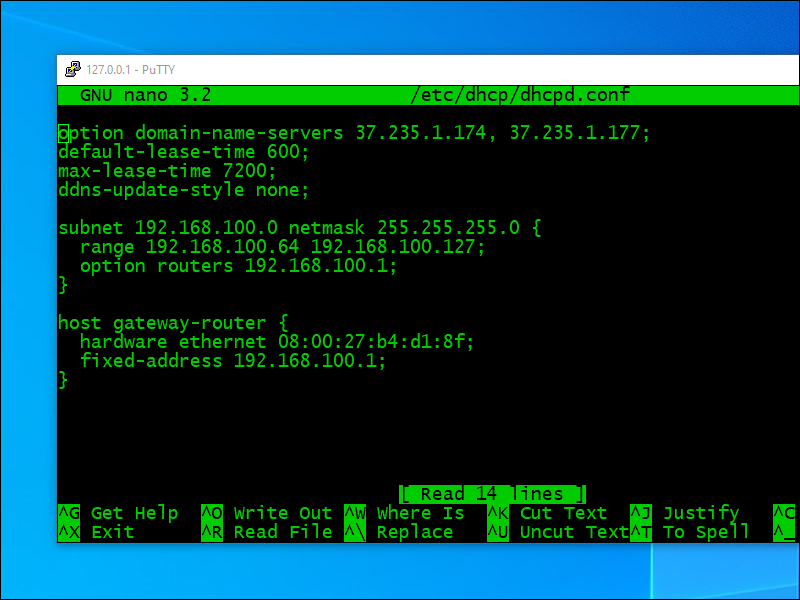 127.0.0.1 - PuTTY
GNU nano 3.2 /etc/dhcp/dhcpd.conf
option domain-name-servers 37.235.1.174, 37.235.1.177;
default-lease-time 600;
max-lease-time 7200;
ddns-update-style none;
subnet 192.168.100.0 netmask 255.255.255.0 {
  range 192.168.100.64 192.168.100.127;
  option routers 192.168.100.1;
}
host gateway-router {
  hardware ethernet 08:00:27:b4:d1:8f;
  fixed-address 192.168.100.1;
}
[ Read 14 lines ]
^G Get Help ^O Write Out ^W Where Is ^K Cut Text ^J Justify ^C
^X Exit ^R Read File ^\ Replace ^U Uncut Text ^T To Spell ^_